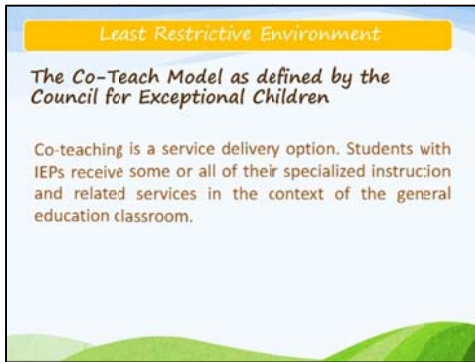 Least Restrictive Environment
The Co-Teach Model as defined by the
Council for Exceptional Children
Co-teaching is a service delivery option. Students with
IEPs receive some or all of their specialized instruction
and related services in the context of the general
education classroom.